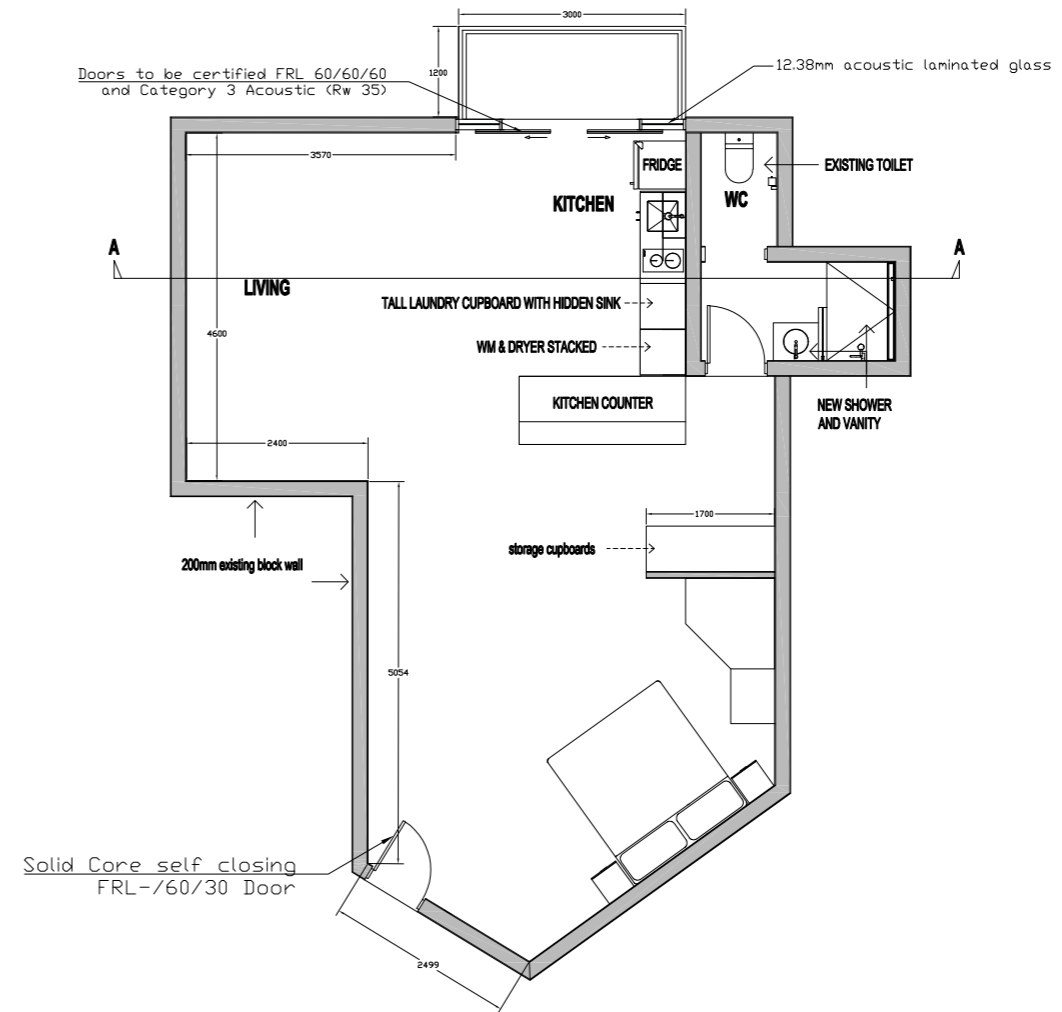 3000
1200
Doors to be certified FRL 60/60/60
and Category 3 Acoustic (Rw 35)
12.38mm acoustic laminated glass
3570
FRIDGE
EXISTING TOILET
WC
KITCHEN
A
A
LIVING
TALL LAUNDRY CUPBOARD WITH HIDDEN SINK
4600
WM & DRYER STACKED
KITCHEN COUNTER
NEW SHOWER
AND VANITY
2400
1700
storage cupboards
200mm existing block wall
5054
Solid Core self closing
FRL-/60/30 Door
2499